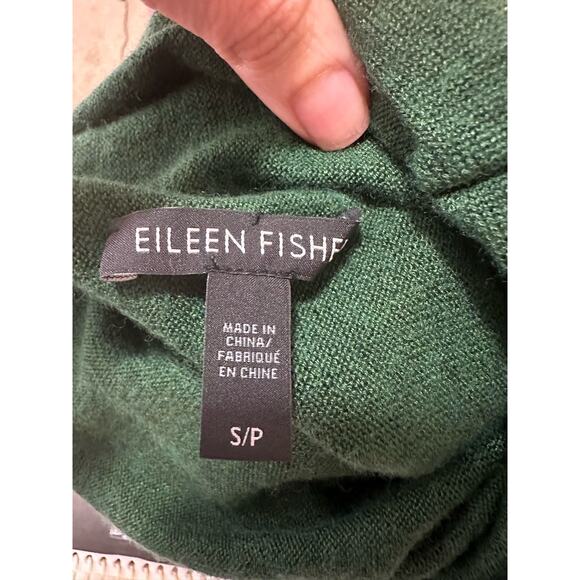 EILEEN FISHE
MADE IN
CHINA/
FABRIQUÉ
EN CHINE
S/P